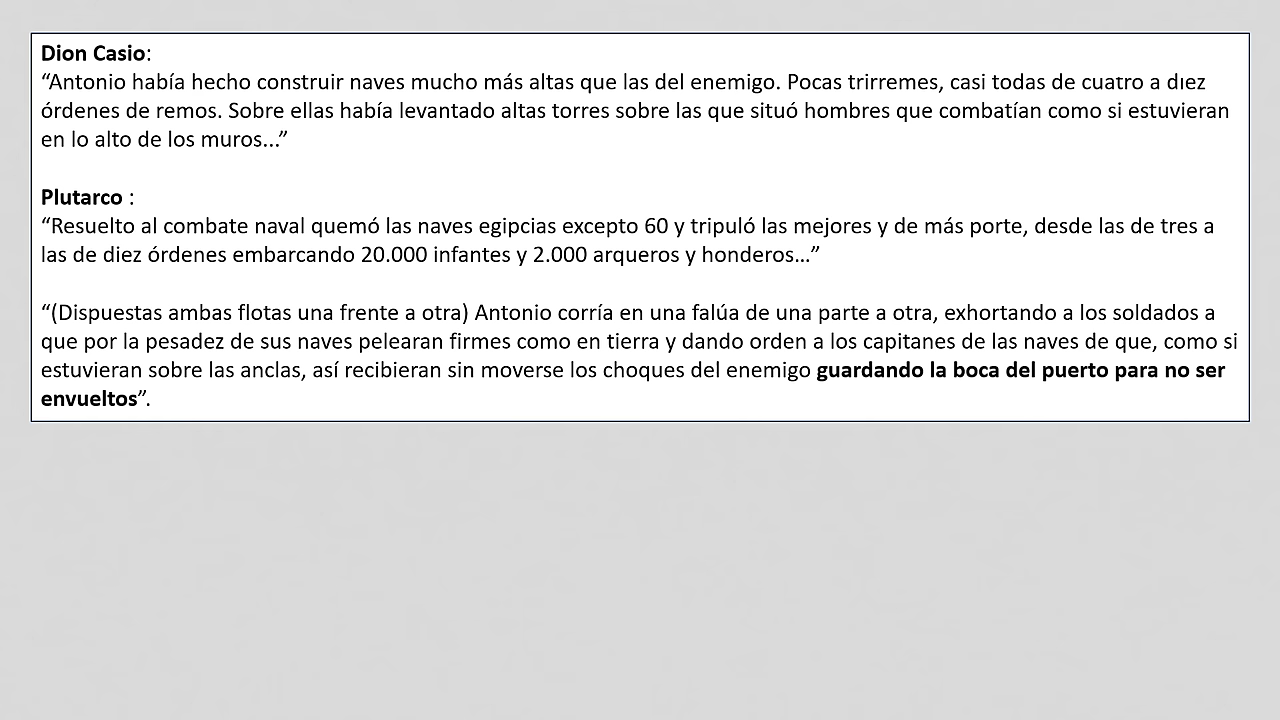 Dion Casio:
“Antonio había hecho construir naves mucho más altas que las del enemigo. Pocas trirremes, casi todas de cuatro a diez
órdenes de remos. Sobre ellas había levantado altas torres sobre las que situó hombres que combatían como si estuvieran
en lo alto de los muros...”
Plutarco :
“Resuelto al combate naval quemó las naves egipcias excepto 60 y tripuló las mejores y de más porte, desde las de tres a
las de diez órdenes embarcando 20.000 infantes y 2.000 arqueros y honderos…”
“(Dispuestas ambas flotas una frente a otra) Antonio corría en una falúa de una parte a otra, exhortando a los soldados a
que por la pesadez de sus naves pelearan firmes como en tierra y dando orden a los capitanes de las naves de que, como si
estuvieran sobre las anclas, así recibieran sin moverse los choques del enemigo guardando la boca del puerto para no ser
envueltos”.